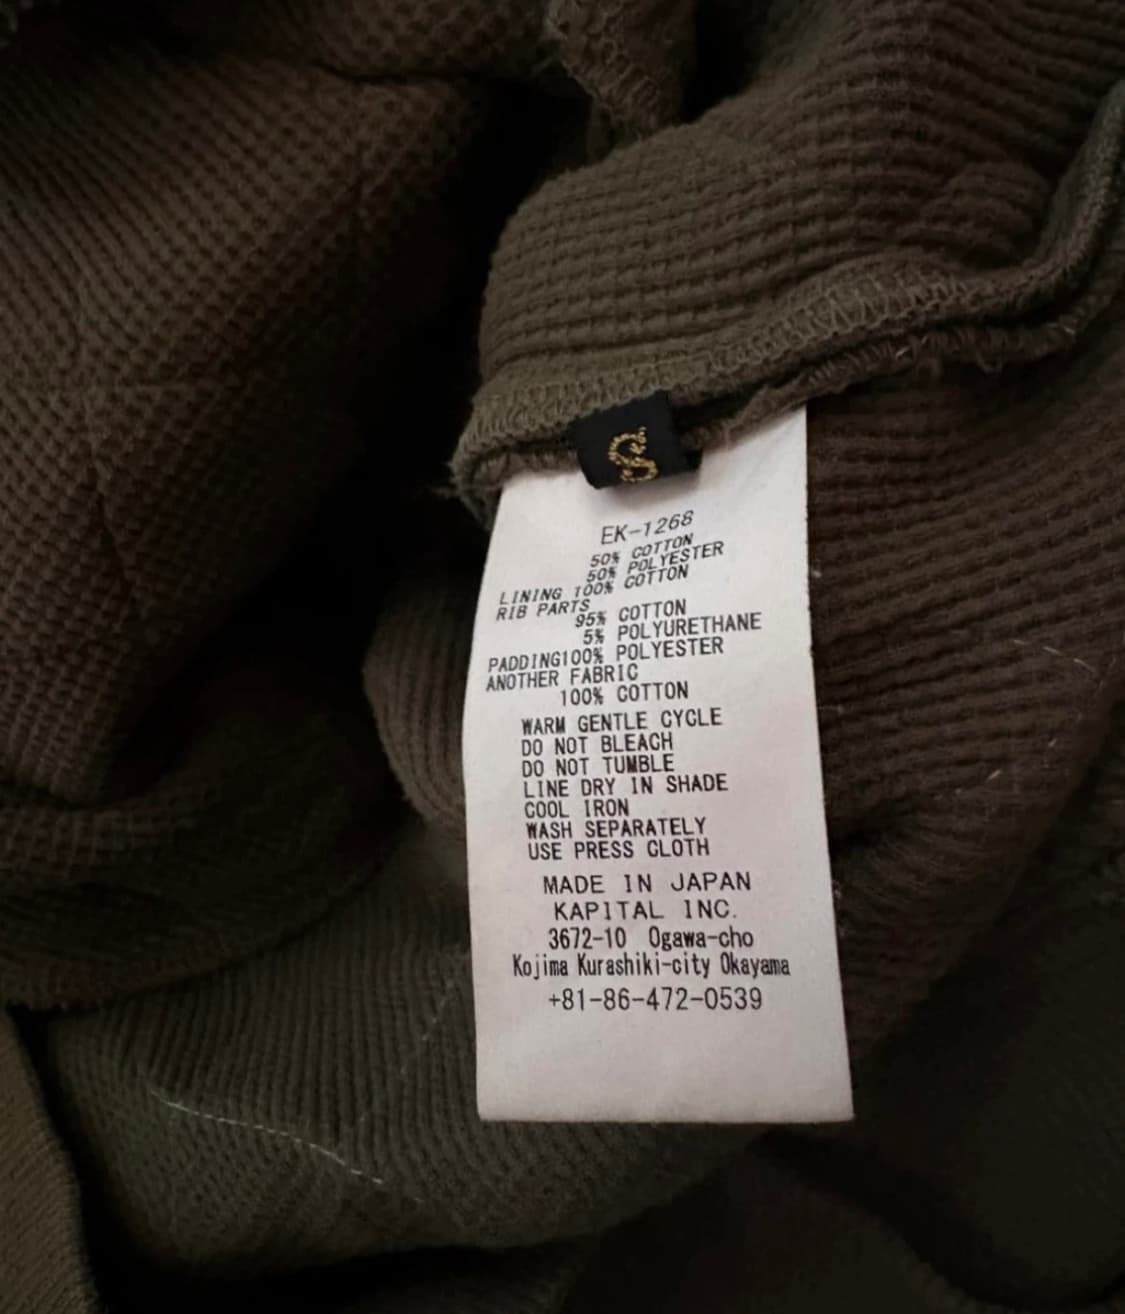 S
EK-1268
50% COTTON
50% POLYESTER
LINING 100% COTTON
RIB PARTS
95% COTTON
5% POLYURETHANE
PADDING100% POLYESTER
ANOTHER FABRIC
100% COTTON
WARM GENTLE CYCLE
DO NOT BLEACH
DO NOT TUMBLE
LINE DRY IN SHADE
COOL IRON
WASH SEPARATELY
USE PRESS CLOTH
MADE IN JAPAN
KAPITAL INC.
3672-10 Ogawa-cho
Kojima Kurashiki-city Okayama
+81-86-472-0539